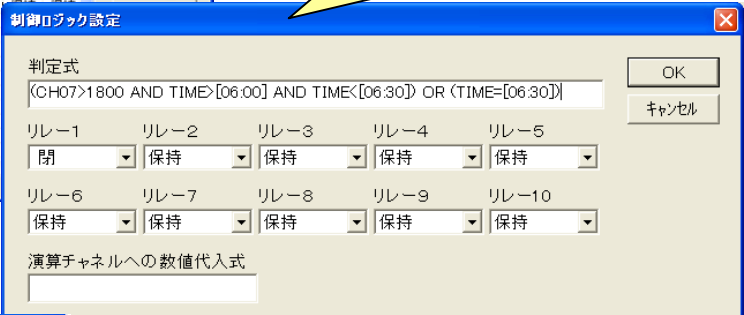 制御ロジック設定
判定式
(CH07>1800 AND TIME>[06:00] AND TIME<[06:30]) OR (TIME=[06:30])
OK
キャンセル
リレー1 リレー2 リレー3 リレー4 リレー5
閉 保持 保持 保持 保持
リレー6 リレー7 リレー8 リレー9 リレー10
保持 保持 保持 保持 保持
演算チャネルへの数値代入式